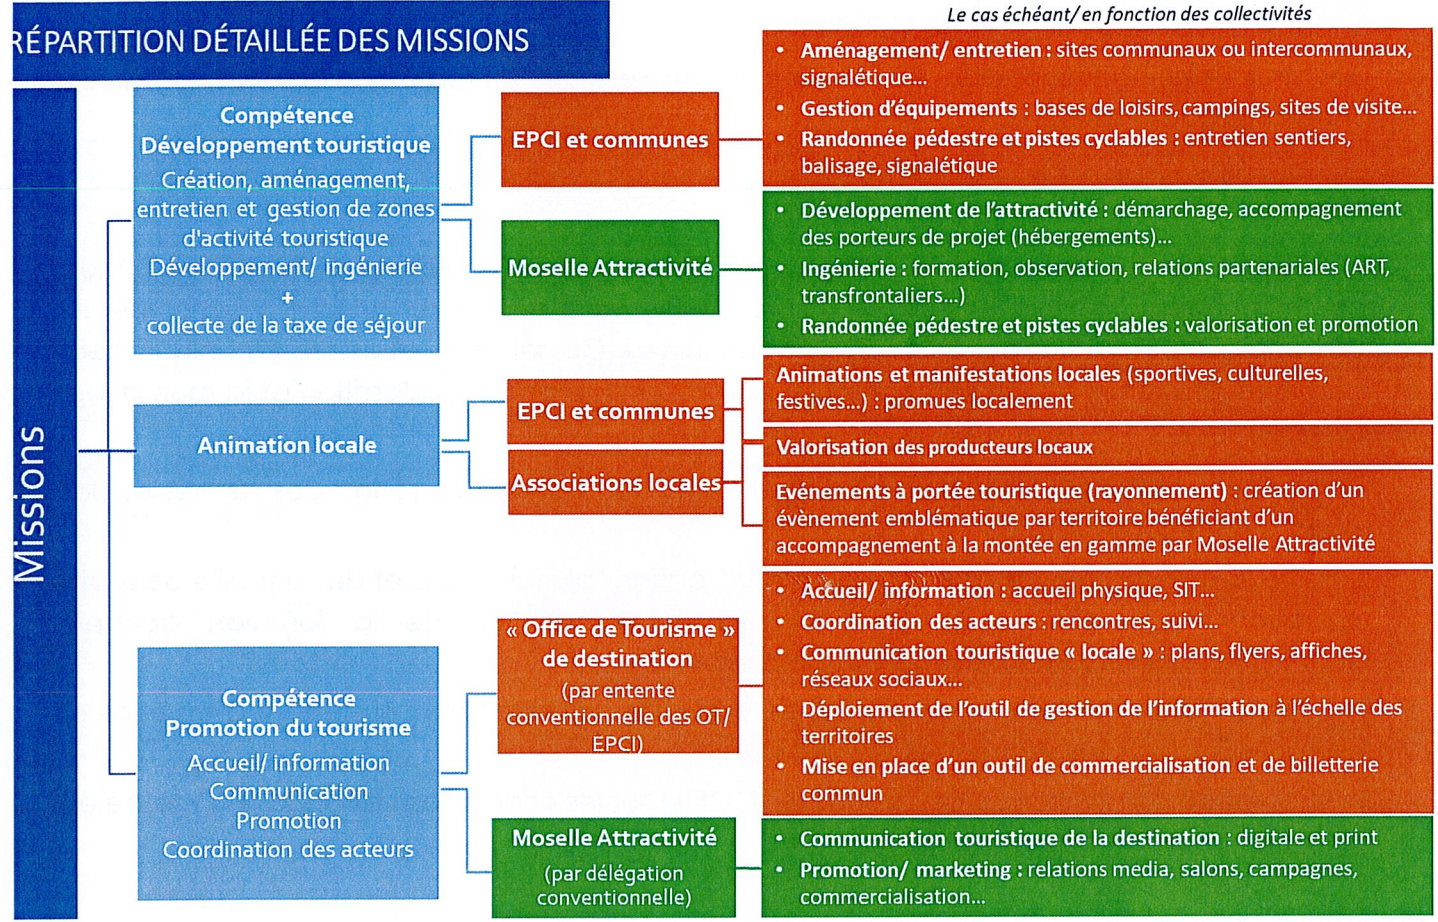 Le cas échéant/ en fonction des collectivités
RÉPARTITION DÉTAILLÉE DES MISSIONS
Missions
Compétence
Développement touristique
Création, aménagement,
entretien et gestion de zones
d'activité touristique
Développement/ ingénierie
+
collecte de la taxe de séjour
EPCI et communes
• Aménagement/ entretien : sites communaux ou intercommunaux,
signalétique...
• Gestion d'équipements : bases de loisirs, campings, sites de visite...
• Randonnée pédestre et pistes cyclables : entretien sentiers,
balisage, signalétique
Moselle Attractivité
• Développement de l'attractivité : démarchage, accompagnement
des porteurs de projet (hébergements)...
• Ingénierie : formation, observation, relations partenariales (ART,
transfrontaliers...)
• Randonnée pédestre et pistes cyclables : valorisation et promotion
Animation locale
EPCI et communes
Associations locales
Animations et manifestations locales (sportives, culturelles,
festives...) : promues localement
Valorisation des producteurs locaux
Evénements à portée touristique (rayonnement) : création d'un
évènement emblématique par territoire bénéficiant d'un
accompagnement à la montée en gamme par Moselle Attractivité
Compétence
Promotion du tourisme
Accueil/ information
Communication
Promotion
Coordination des acteurs
« Office de Tourisme »
de destination
(par entente
conventionnelle des OT/
EPCI)
• Accueil/ information : accueil physique, SIT...
• Coordination des acteurs : rencontres, suivi...
• Communication touristique « locale » : plans, flyers, affiches,
réseaux sociaux...
• Déploiement de l'outil de gestion de l'information à l'échelle des
territoires
• Mise en place d'un outil de commercialisation et de billetterie
commun
Moselle Attractivité
(par délégation
conventionnelle)
• Communication touristique de la destination : digitale et print
• Promotion/ marketing : relations media, salons, campagnes,
commercialisation...